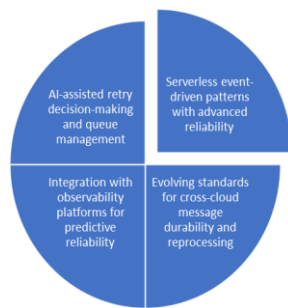 AI-assisted retry
decision-making
and queue
management
Serverless event-
driven patterns
with advanced
reliability
Integration with
observability
platforms for
predictive
reliability
Evolving standards
for cross-cloud
message
durability and
reprocessing